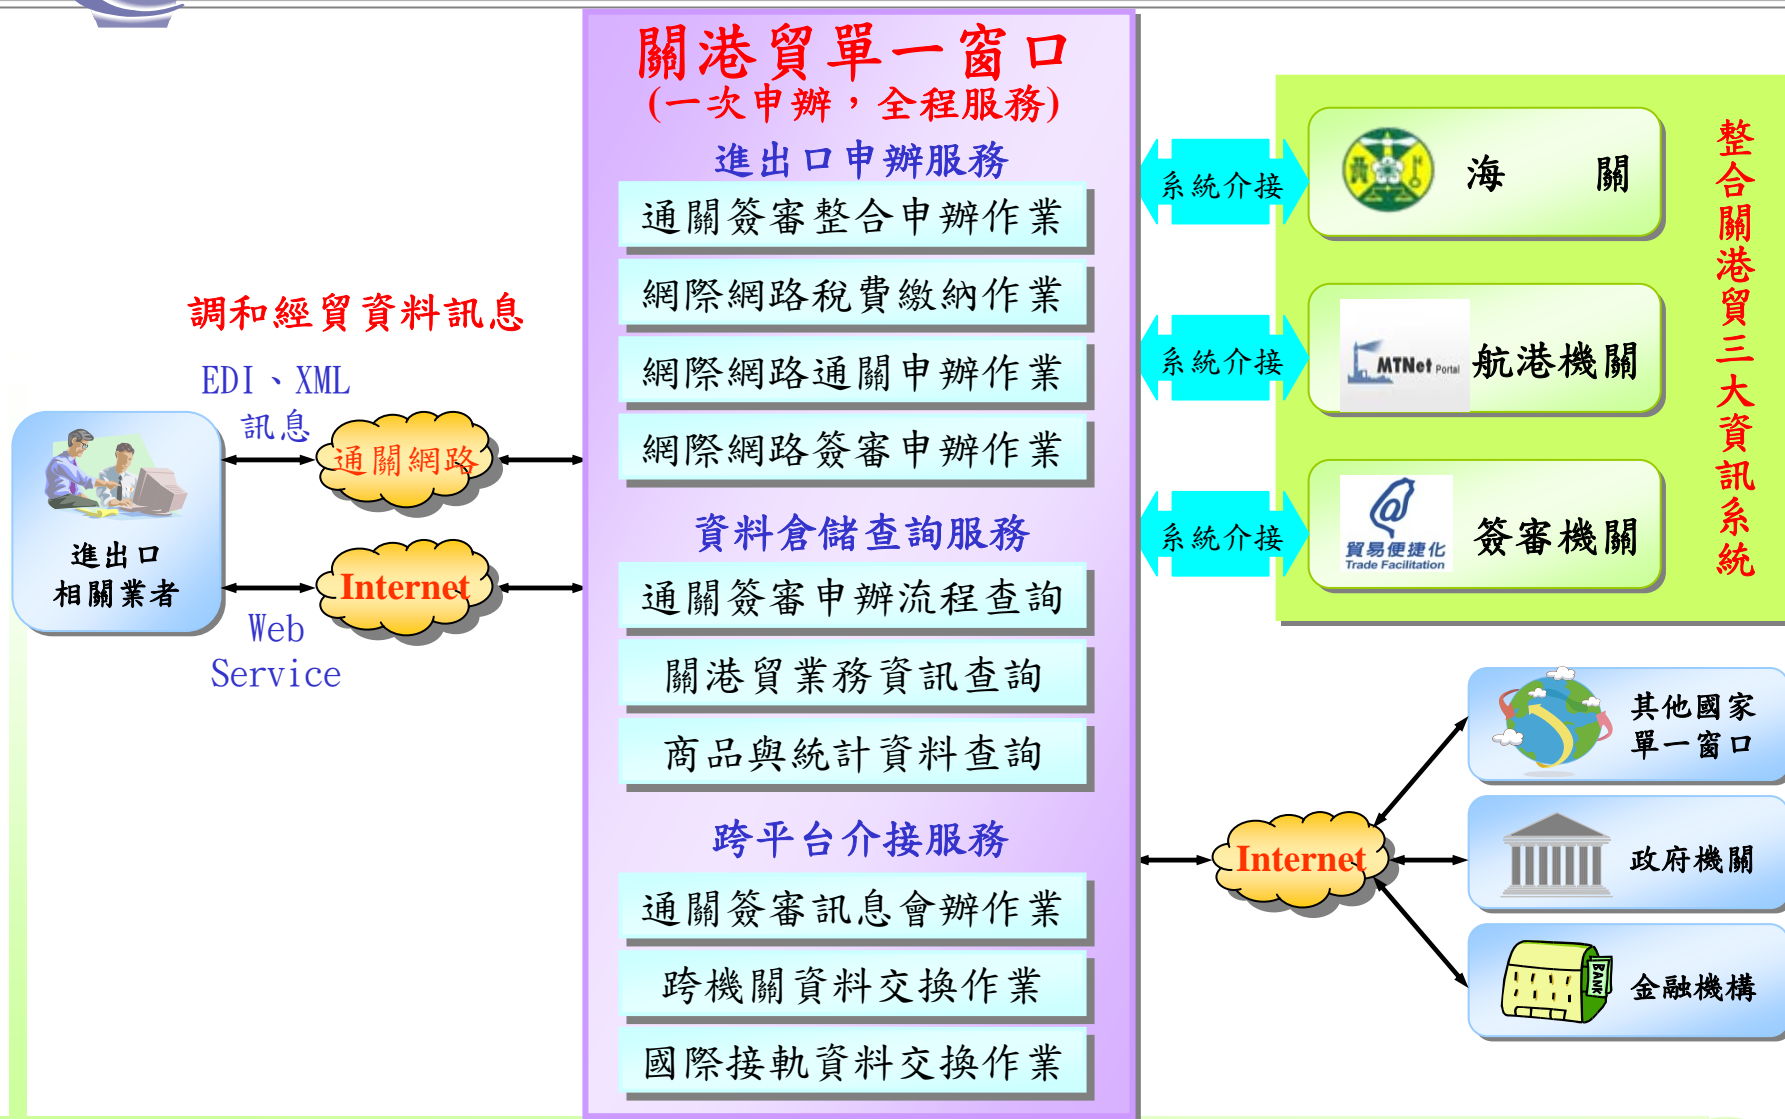 關港貿單一窗口
(一次申辦，全程服務)
進出口申辦服務
通關簽審整合申辦作業
網際網路稅費繳納作業
網際網路通關申辦作業
網際網路簽審申辦作業
資料倉儲查詢服務
通關簽審申辦流程查詢
關港貿業務資訊查詢
商品與統計資料查詢
跨平台介接服務
通關簽審訊息會辦作業
跨機關資料交換作業
國際接軌資料交換作業
調和經貿資料訊息
EDI、XML
訊息
通關網路
進出口
相關業者
Internet
Web
Service
系統介接
海 關
系統介接
MTNet Portal
航港機關
系統介接
貿易便捷化
Trade Facilitation
簽審機關
整合關港貿三大資訊系統
Internet
其他國家
單一窗口
政府機關
BANK
金融機構